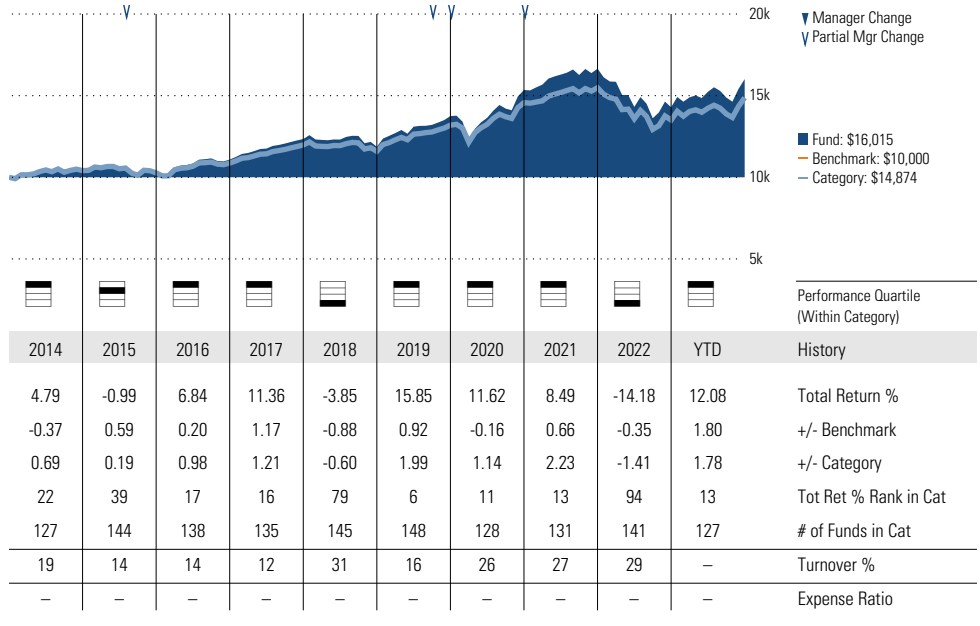 20k
▼ Manager Change
Partial Mgr Change
15k
Fund: $16,015
Benchmark: $10,000
Category: $14,874
10k
5k
Performance Quartile
(Within Category)
2014 2015 2016 2017 2018 2019 2020 2021 2022 YTD History
4.79 -0.99 6.84 11.36 -3.85 15.85 11.62 8.49 -14.18 12.08 Total Return %
-0.37 0.59 0.20 1.17 -0.88 0.92 -0.16 0.66 -0.35 1.80 +/- Benchmark
0.69 0.19 0.98 1.21 -0.60 1.99 1.14 2.23 -1.41 1.78 +/- Category
22 39 17 16 79 6 11 13 94 13 Tot Ret % Rank in Cat
127 144 138 135 145 148 128 131 141 127 # of Funds in Cat
19 14 14 12 31 16 26 27 29 – Turnover %
– – – – – – – – – – Expense Ratio